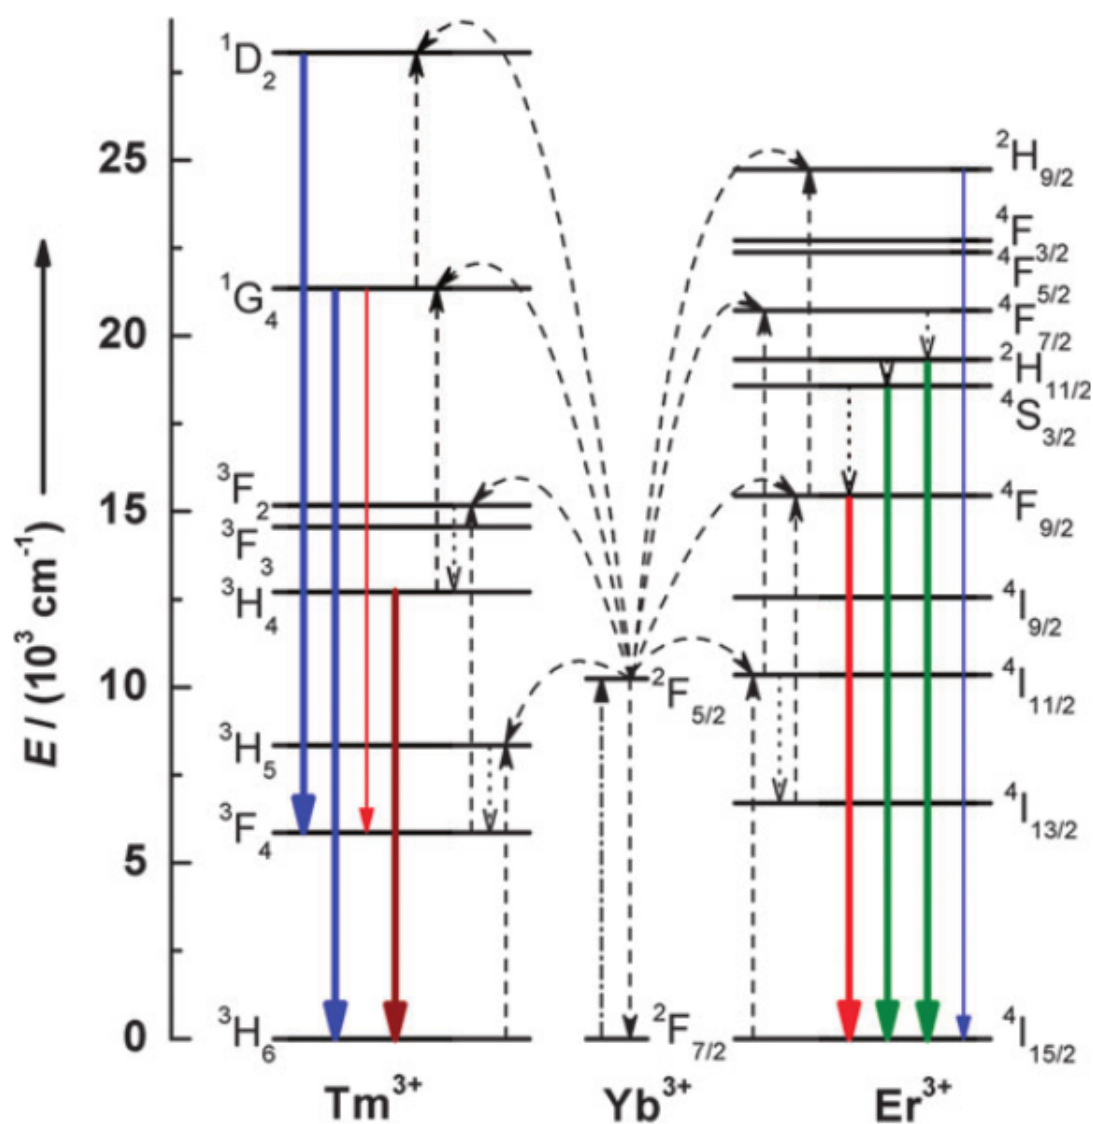 E / (10³ cm⁻¹)
25
20
15
10
5
0
¹D₂
¹G₄
³F₂
³F₃
³H₄
³H₅
³F₄
³H₆
²F₅/₂
²F₇/₂
²H₉/₂
⁴F₃/₂
⁴F₅/₂
⁴F₇/₂
²H₁₁/₂
⁴S₃/₂
⁴F₉/₂
⁴I₉/₂
⁴I₁₁/₂
⁴I₁₃/₂
⁴I₁₅/₂
Tm³⁺ Yb³⁺ Er³⁺